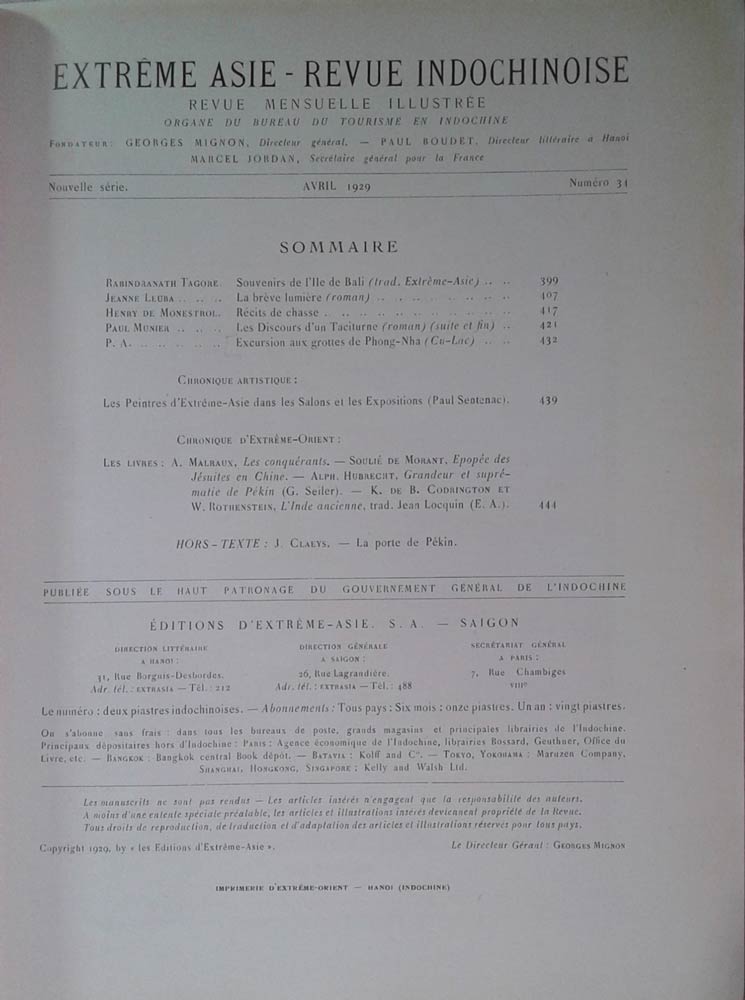 EXTRÊME ASIE - REVUE INDOCHINOISE
REVUE MENSUELLE ILLUSTRÉE
ORGANE DU BUREAU DU TOURISME EN INDOCHINE
FONDATEUR: GEORGES MIGNON, Directeur général. — PAUL BOUDET, Directeur littéraire a Hanoi
MARCEL JORDAN, Secrétaire général pour la France
Nouvelle série. AVRIL 1929 Numéro 34
SOMMAIRE
RABINDRANATH TAGORE. Souvenirs de l'Ile de Bali (trad. Extrême-Asie) .. .. 399
JEANNE LEUBA .. .. .. La brève lumière (roman) .. .. .. .. .. .. .. .. 407
HENRY DE MONESTROL.. Récits de chasse .. .. .. .. .. .. .. .. .. .. 417
PAUL MUNIER .. .. .. Les Discours d'un Taciturne (roman) (suite et fin) .. 421
P. A. .. .. .. .. .. Excursion aux grottes de Phong-Nha (Cu-Lac) .. .. 432
CHRONIQUE ARTISTIQUE :
Les Peintres d'Extrême-Asie dans les Salons et les Expositions (Paul Sentenac). 439
CHRONIQUE D'EXTRÊME-ORIENT :
LES LIVRES : A. MALRAUX, Les conquérants. — SOULIÉ DE MORANT, Epopée des
Jésuites en Chine. — ALPH. HUBRECHT, Grandeur et supré-
matie de Pékin (G. Seiler). — K. DE B. CODRINGTON ET
W. ROTHENSTEIN, L'Inde ancienne, trad. Jean Locquin (E. A.). 444
HORS-TEXTE : J. CLAEYS. — La porte de Pékin.
PUBLIÉE SOUS LE HAUT PATRONAGE DU GOUVERNEMENT GÉNÉRAL DE L'INDOCHINE
ÉDITIONS D'EXTRÊME-ASIE. S. A. — SAIGON
DIRECTION LITTÉRAIRE DIRECTION GÉNÉRALE SECRÉTARIAT GÉNÉRAL
A HANOI : A SAIGON : A PARIS :
31, Rue Borgnis-Desbordes. 26, Rue Lagrandière. 7, Rue Chambiges
Adr. tél. : EXTRASIA — Tél. : 212 Adr. tél. : EXTRASIA — Tél. : 488 VIIIe
Le numéro : deux piastres indochinoises. — Abonnements : Tous pays : Six mois : onze piastres. Un an : vingt piastres.
On s'abonne sans frais : dans tous les bureaux de poste, grands magasins et principales librairies de l'Indochine.
Principaux dépositaires hors d'Indochine : PARIS : Agence économique de l'Indochine, librairies Bossard, Geuthner, Office du
Livre, etc. — BANGKOK : Bangkok central Book dépôt. — BATAVIA : Kolff and Co. — TOKYO, YOKOHAMA : Maruzen Company,
SHANGHAI, HONGKONG, SINGAPORE : Kelly and Walsh Ltd.
Les manuscrits ne sont pas rendus — Les articles insérés n'engagent que la responsabilité des auteurs.
A moins d'une entente spéciale préalable, les articles et illustrations insérés deviennent propriété de la Revue.
Tous droits de reproduction, de traduction et d'adaptation des articles et illustrations réservés pour tous pays.
Copyright 1929, by « les Editions d'Extrême-Asie ». Le Directeur Gérant : GEORGES MIGNON
IMPRIMERIE D'EXTRÊME-ORIENT — HANOI (INDOCHINE)